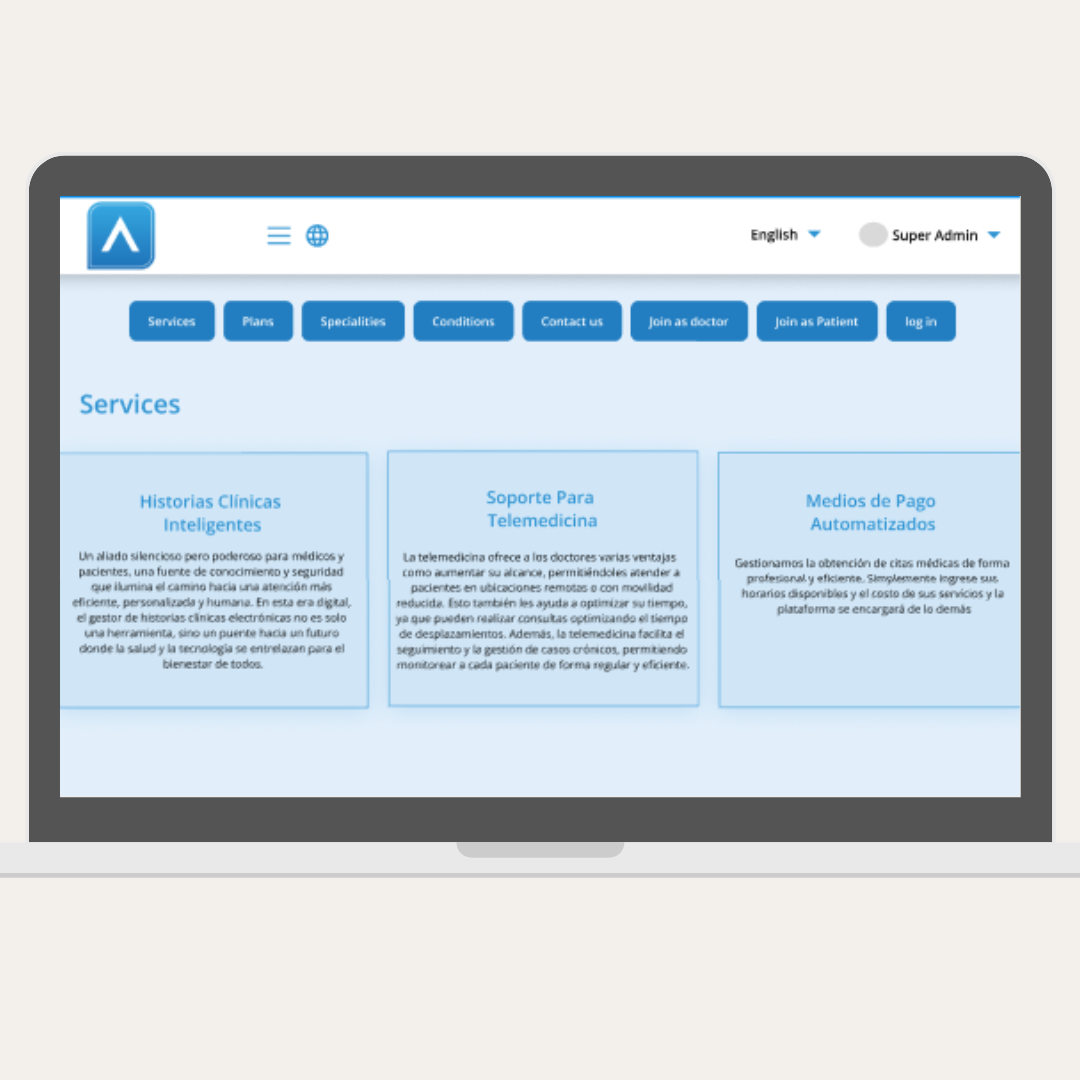 English
Super Admin
Services
Plans
Specialities
Conditions
Contact us
Join as doctor
Join as Patient
log in
Services
Historias Clínicas
Inteligentes
Un aliado silencioso pero poderoso para médicos y
pacientes, una fuente de conocimiento y seguridad
que ilumina el camino hacia una atención más
eficiente, personalizada y humana. En esta era digital,
el gestor de historias clínicas electrónicas no es solo
una herramienta, sino un puente hacia un futuro
donde la salud y la tecnología se entrelazan para el
bienestar de todos.
Soporte Para
Telemedicina
La telemedicina ofrece a los doctores varias ventajas
como aumentar su alcance, permitiéndoles atender a
pacientes en ubicaciones remotas o con movilidad
reducida. Esto también les ayuda a optimizar su tiempo,
ya que pueden realizar consultas optimizando el tiempo
de desplazamientos. Además, la telemedicina facilita el
seguimiento y la gestión de casos crónicos, permitiendo
monitorear a cada paciente de forma regular y eficiente.
Medios de Pago
Automatizados
Gestionamos la obtención de citas médicas de forma
profesional y eficiente. Simplemente ingrese sus
horarios disponibles y el costo de sus servicios y la
plataforma se encargará de lo demás